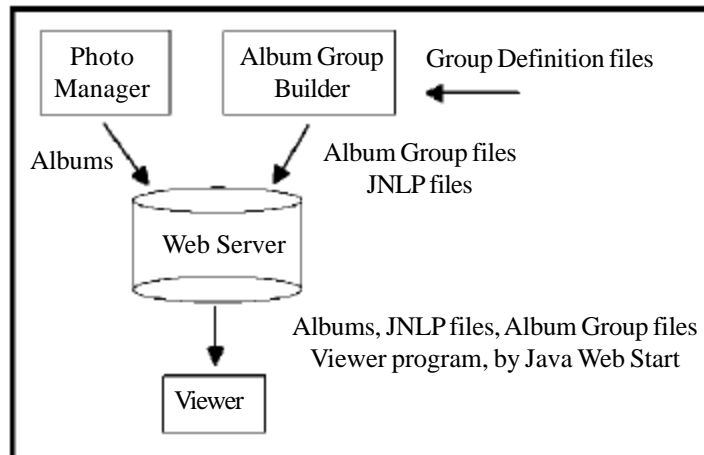 Photo
Manager
Album Group
Builder
Group Definition files
Albums
Album Group files
JNLP files
Web Server
Albums, JNLP files, Album Group files
Viewer program, by Java Web Start
Viewer